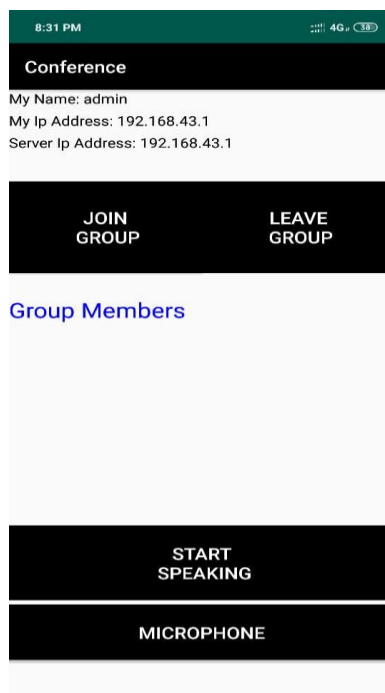 8:31 PM 4G 38
Conference
My Name: admin
My Ip Address: 192.168.43.1
Server Ip Address: 192.168.43.1
JOIN
GROUP
LEAVE
GROUP
Group Members
START
SPEAKING
MICROPHONE